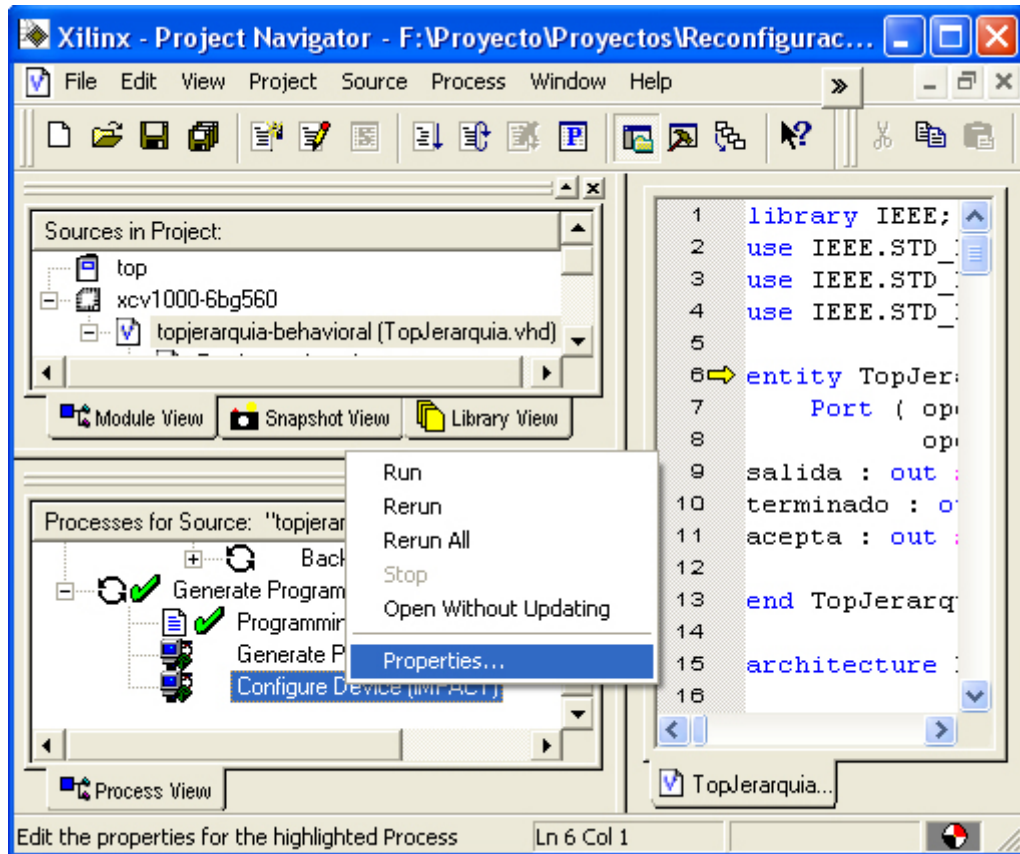 Xilinx - Project Navigator - F:\Proyecto\Proyectos\Reconfigurac...
File Edit View Project Source Process Window Help
Sources in Project:
top
xcv1000-6bg560
topjerarquia-behavioral (TopJerarquia.vhd)
Module View Snapshot View Library View
Processes for Source: "topjerar
Back
Generate Program
Programmin
Generate P
Configure Device (iMPACT)
Process View
Run
Rerun
Rerun All
Stop
Open Without Updating
Properties...
1 library IEEE;
2 use IEEE.STD_
3 use IEEE.STD_
4 use IEEE.STD_
5
6 entity TopJer
7 Port ( op
8 op
9 salida : out
10 terminado : o
11 acepta : out
12
13 end TopJerarq
14
15 architecture
16
TopJerarquia...
Edit the properties for the highlighted Process Ln 6 Col 1